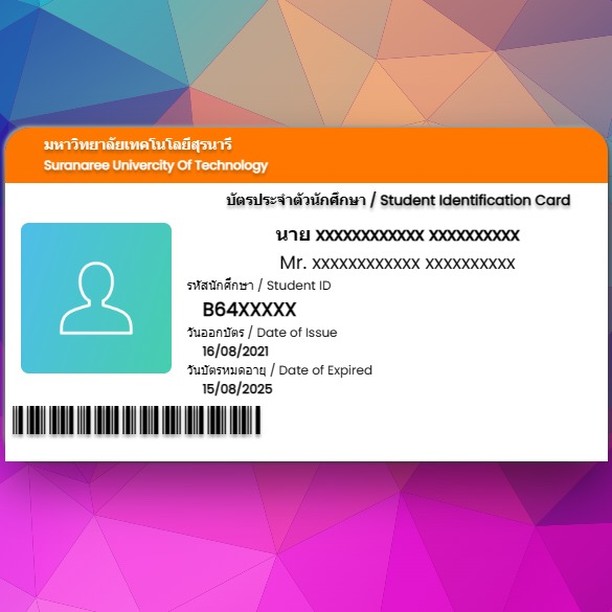 มหาวิทยาลัยเทคโนโลยีสุรนารี
Suranaree Univercity Of Technology
บัตรประจำตัวนักศึกษา / Student Identification Card
นาย xxxxxxxxxxxx xxxxxxxxxx
Mr. xxxxxxxxxxxx xxxxxxxxxx
รหัสนักศึกษา / Student ID
B64XXXXX
วันออกบัตร / Date of Issue
16/08/2021
วันบัตรหมดอายุ / Date of Expired
15/08/2025